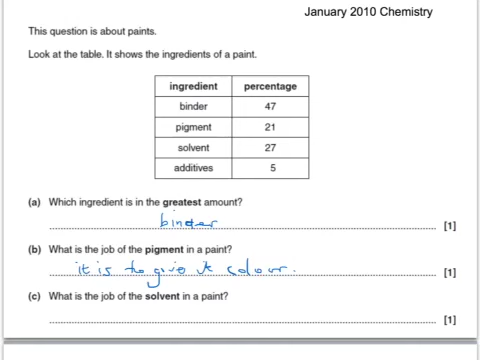 January 2010 Chemistry
This question is about paints.
Look at the table. It shows the ingredients of a paint.
ingredient percentage
binder 47
pigment 21
solvent 27
additives 5
(a) Which ingredient is in the greatest amount?
binder [1]
(b) What is the job of the pigment in a paint?
it is to give it colour. [1]
(c) What is the job of the solvent in a paint?
[1]